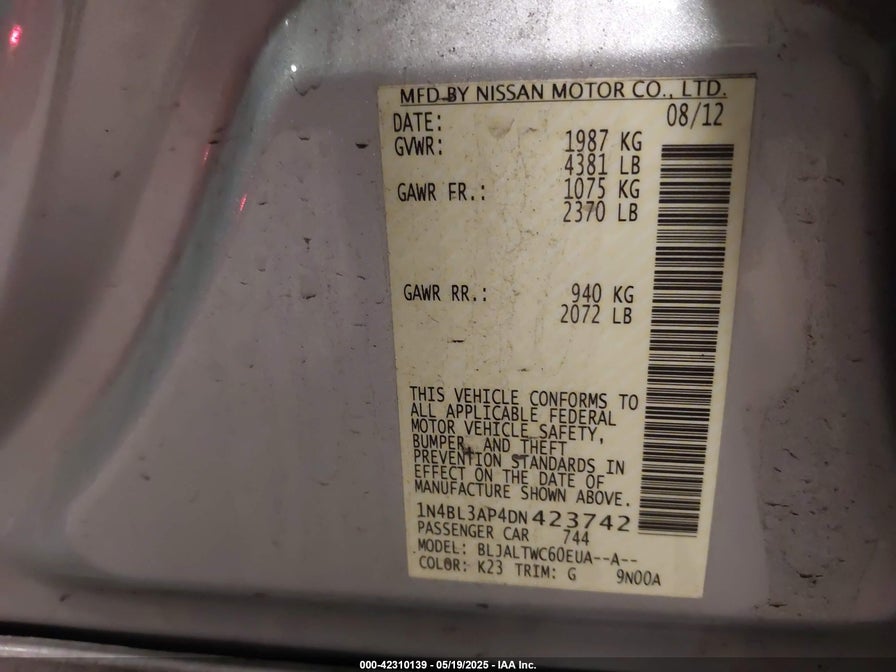 MFD BY NISSAN MOTOR CO., LTD.
DATE: 08/12
GVWR: 1987 KG
4381 LB
GAWR FR.: 1075 KG
2370 LB
GAWR RR.: 940 KG
2072 LB
THIS VEHICLE CONFORMS TO
ALL APPLICABLE FEDERAL
MOTOR VEHICLE SAFETY,
BUMPER, AND THEFT
PREVENTION STANDARDS IN
EFFECT ON THE DATE OF
MANUFACTURE SHOWN ABOVE.
1N4BL3AP4DN423742
PASSENGER CAR 744
MODEL: BLJALTWC60EUA--A--
COLOR: K23 TRIM: G 9N00A
000-42310139 - 05/19/2025 - IAA Inc.